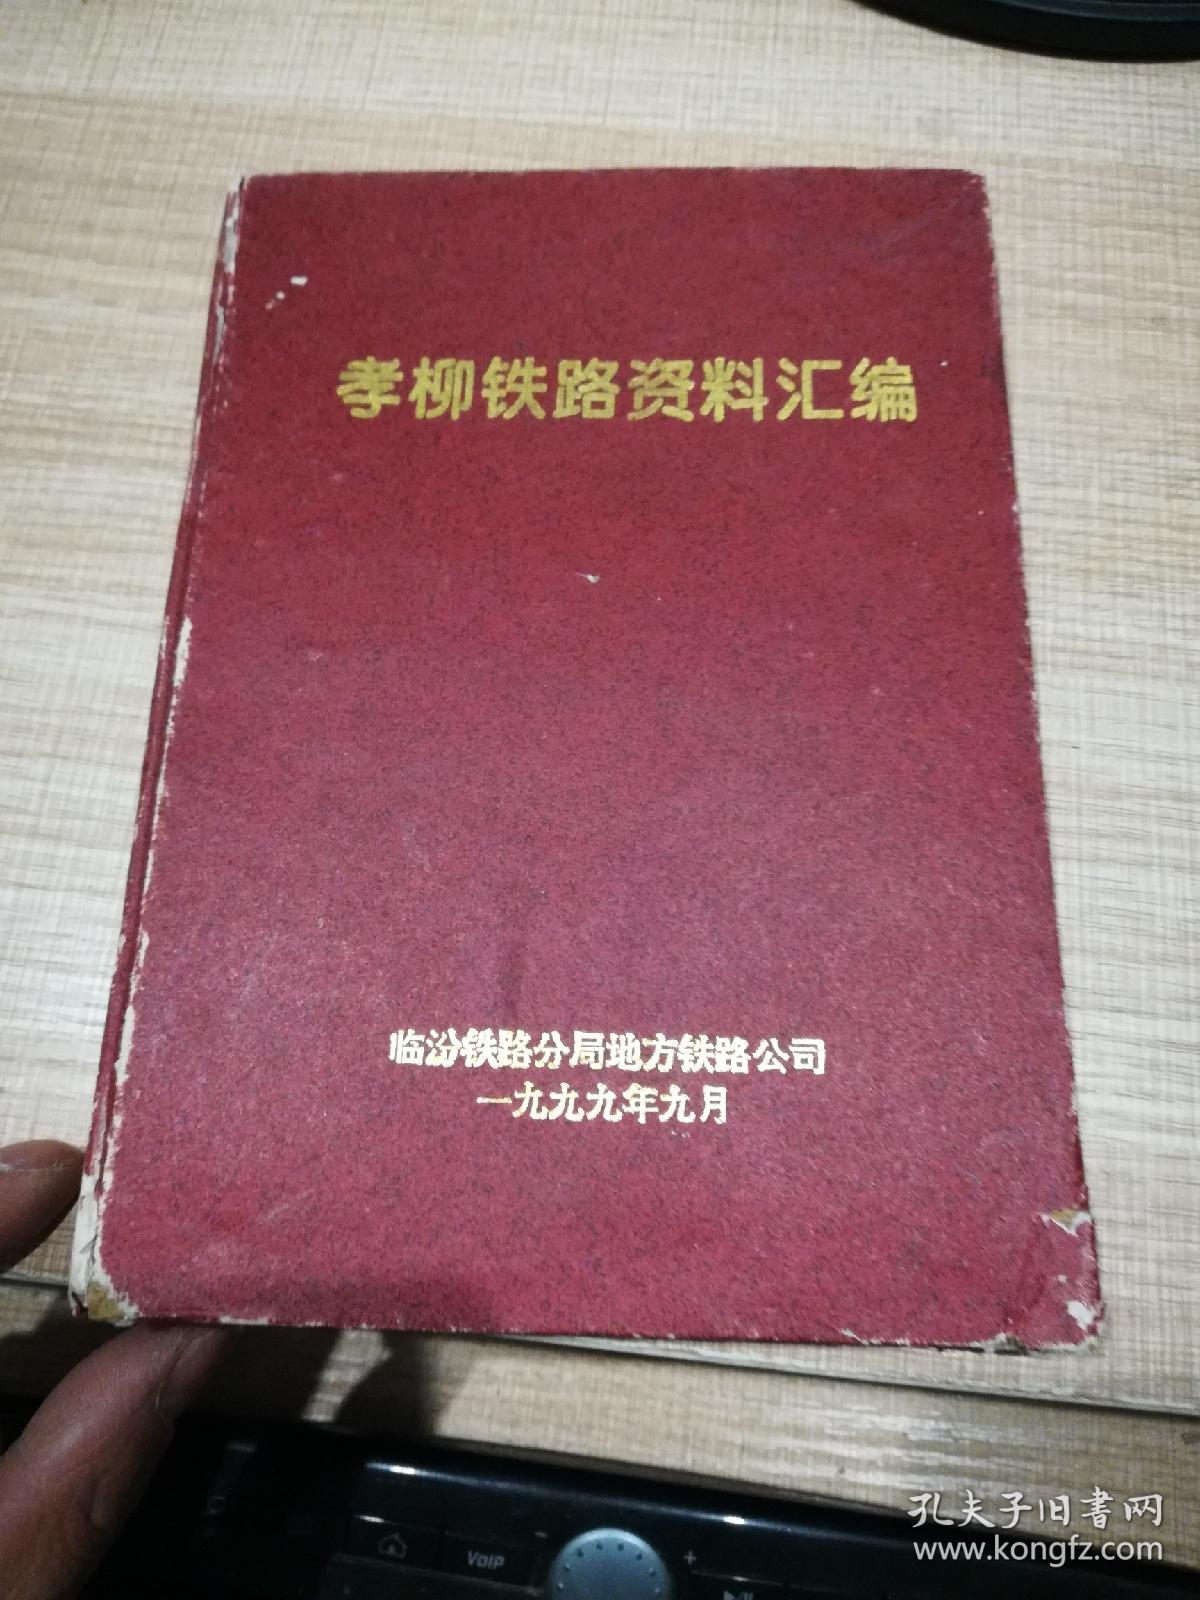 孝柳铁路资料汇编
临汾铁路分局地方铁路公司
一九九九年九月
VoIP
+
孔夫子旧書网
www.kongfz.com